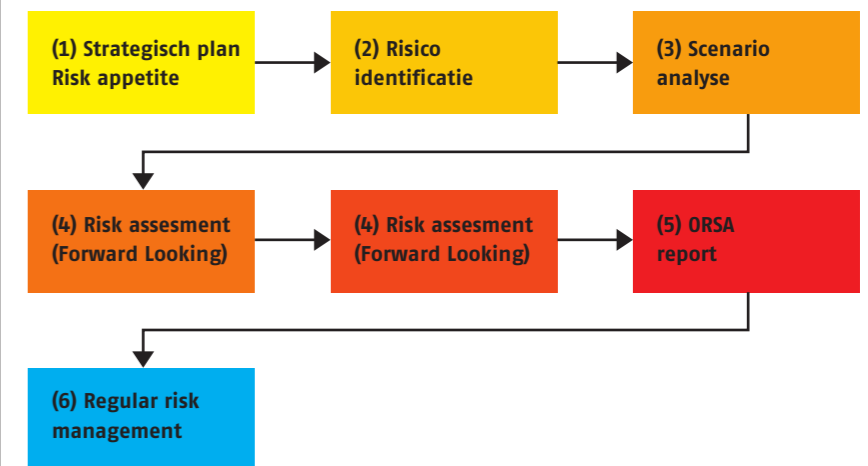 (1) Strategisch plan
Risk appetite
(2) Risico
identificatie
(3) Scenario
analyse
(4) Risk assesment
(Forward Looking)
(4) Risk assesment
(Forward Looking)
(5) ORSA
report
(6) Regular risk
management